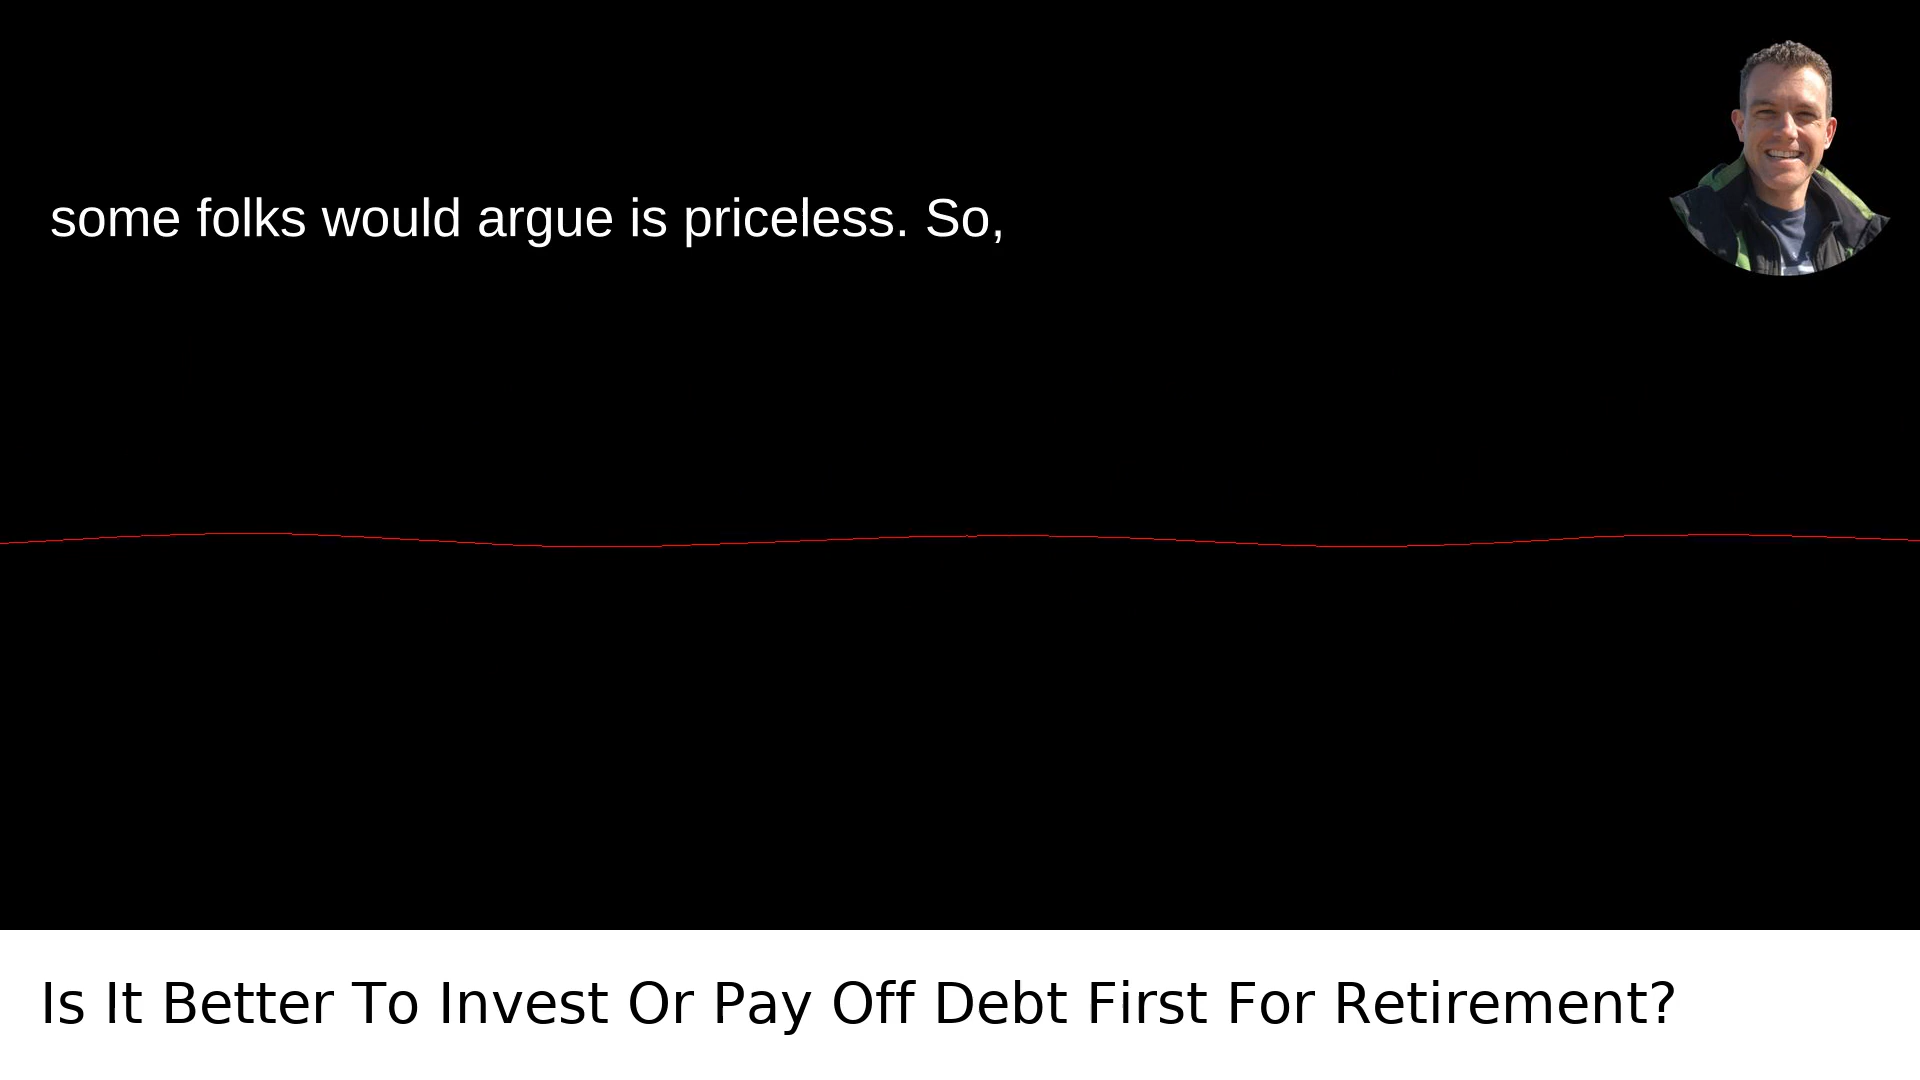 some folks would argue is priceless. So,
Is It Better To Invest Or Pay Off Debt First For Retirement?